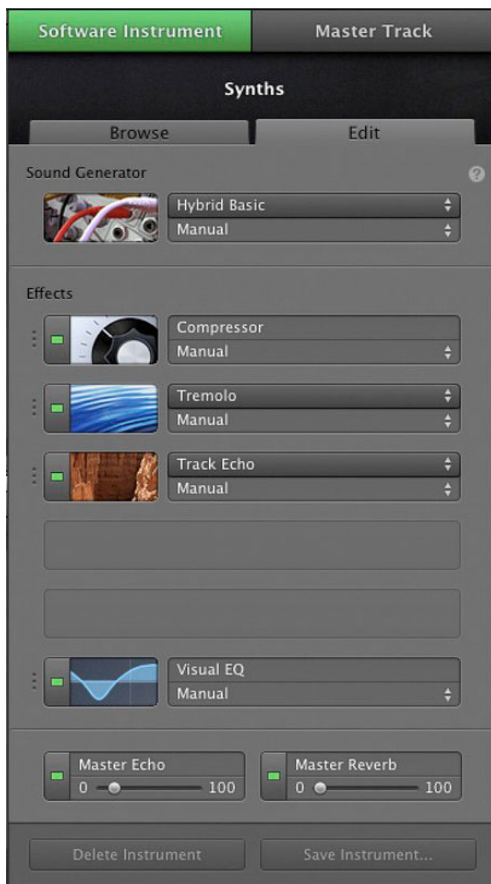 Software Instrument
Master Track
Synths
Browse
Edit
Sound Generator
?
Hybrid Basic
Manual
Effects
Compressor
Manual
Tremolo
Manual
Track Echo
Manual
Visual EQ
Manual
Master Echo
0 100
Master Reverb
0 100
Delete Instrument
Save Instrument...